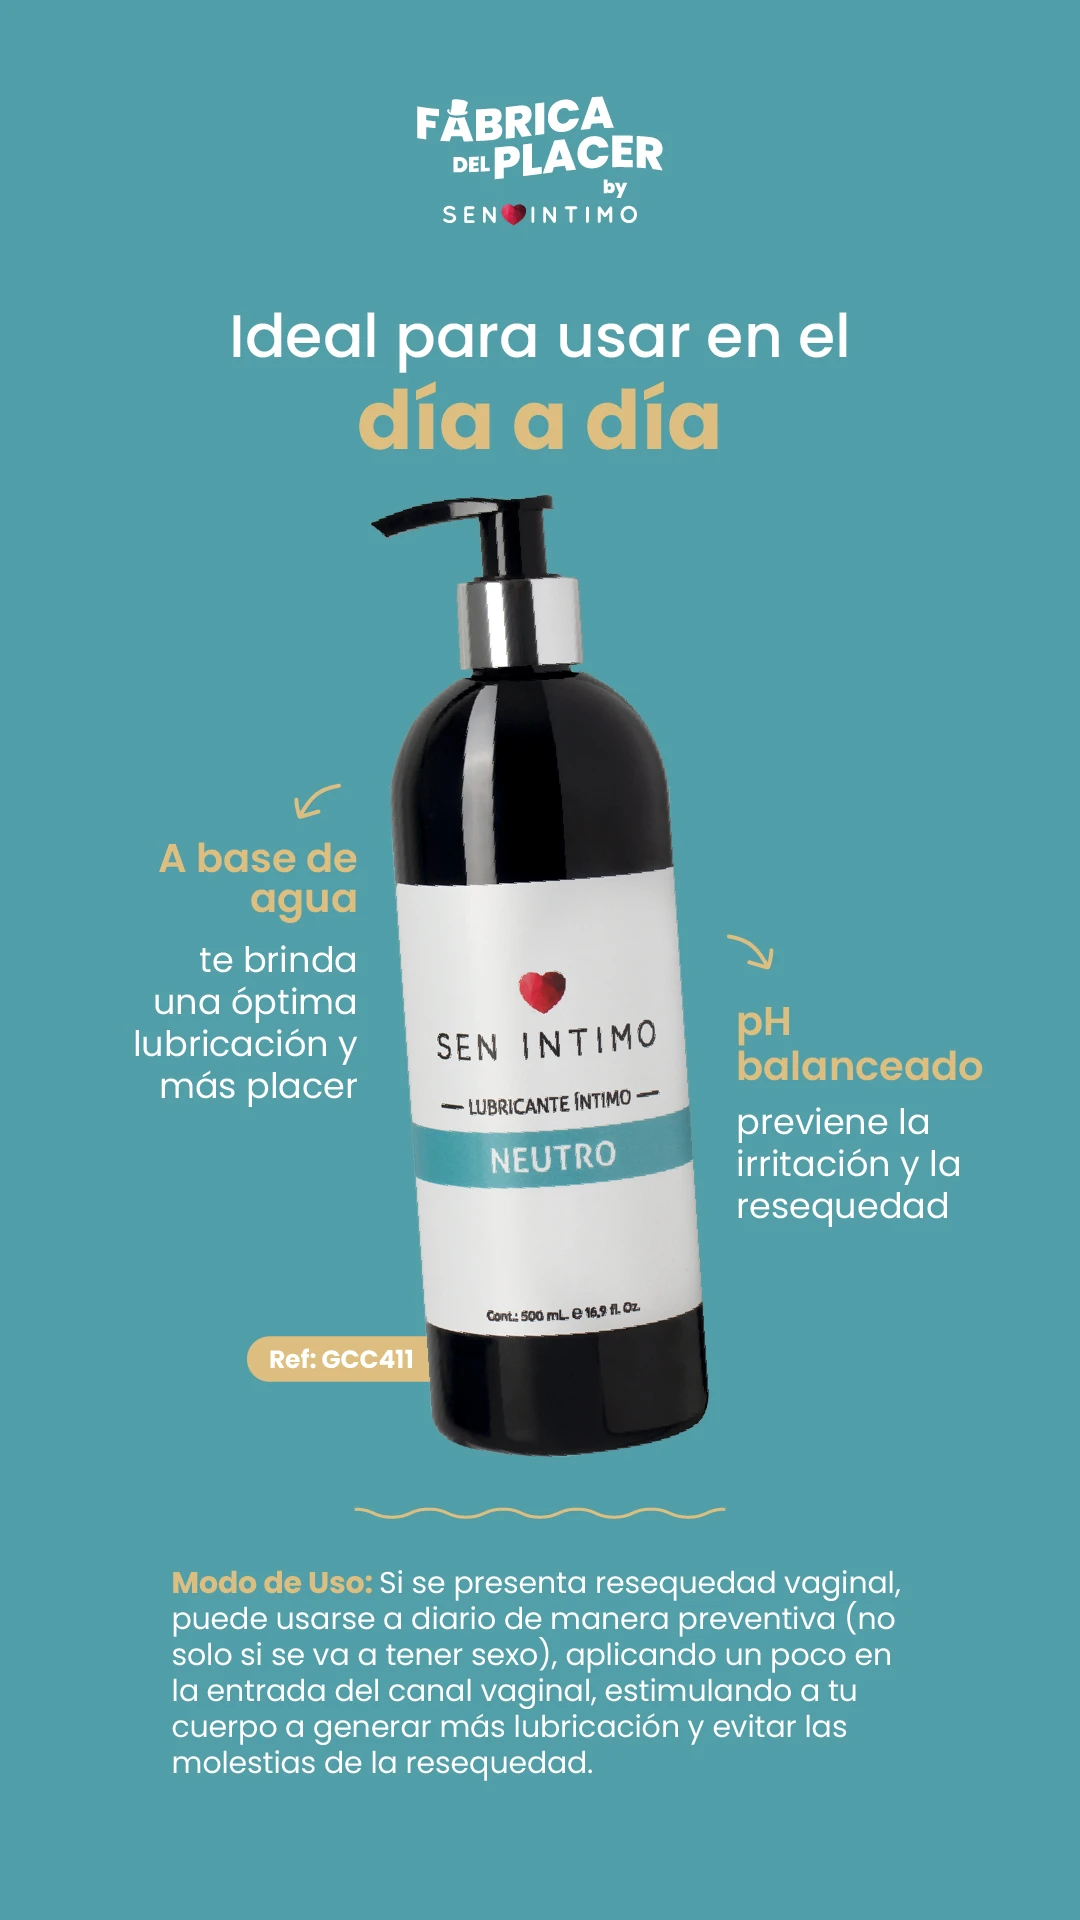 FÁBRICA
DEL PLACER
by
SEN INTIMO
Ideal para usar en el
día a día
A base de
agua
te brinda
una óptima
lubricación y
más placer
pH
balanceado
previene la
irritación y la
resequedad
SEN INTIMO
LUBRICANTE ÍNTIMO
NEUTRO
Cont.: 500 mL. e 16,9 fl. Oz.
Ref: GCC411
Modo de Uso: Si se presenta resequedad vaginal,
puede usarse a diario de manera preventiva (no
solo si se va a tener sexo), aplicando un poco en
la entrada del canal vaginal, estimulando a tu
cuerpo a generar más lubricación y evitar las
molestias de la resequedad.